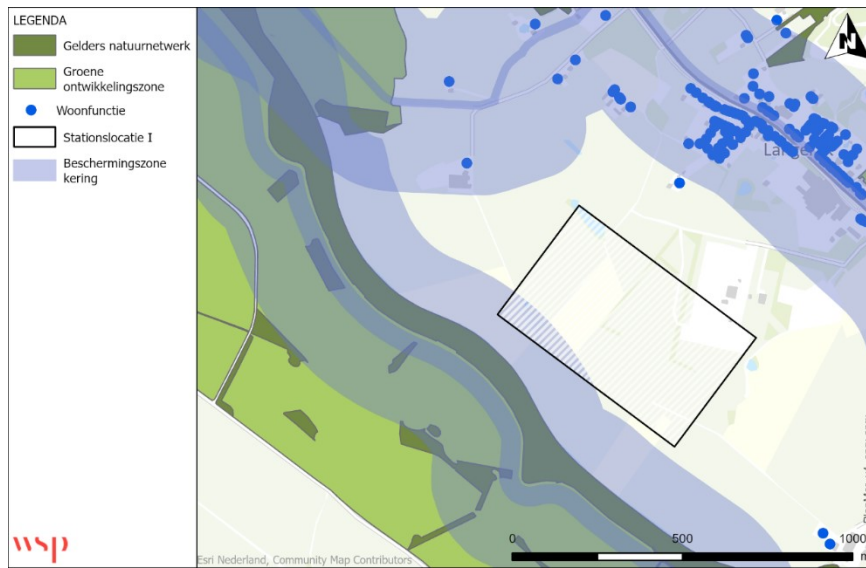 LEGENDA
Gelders natuurnetwerk
Groene
ontwikkelingszone
Woonfunctie
Stationslocatie I
Beschermingszone
kering
N
wsp
Esri Nederland, Community Map Contributors
0
500
1000
m